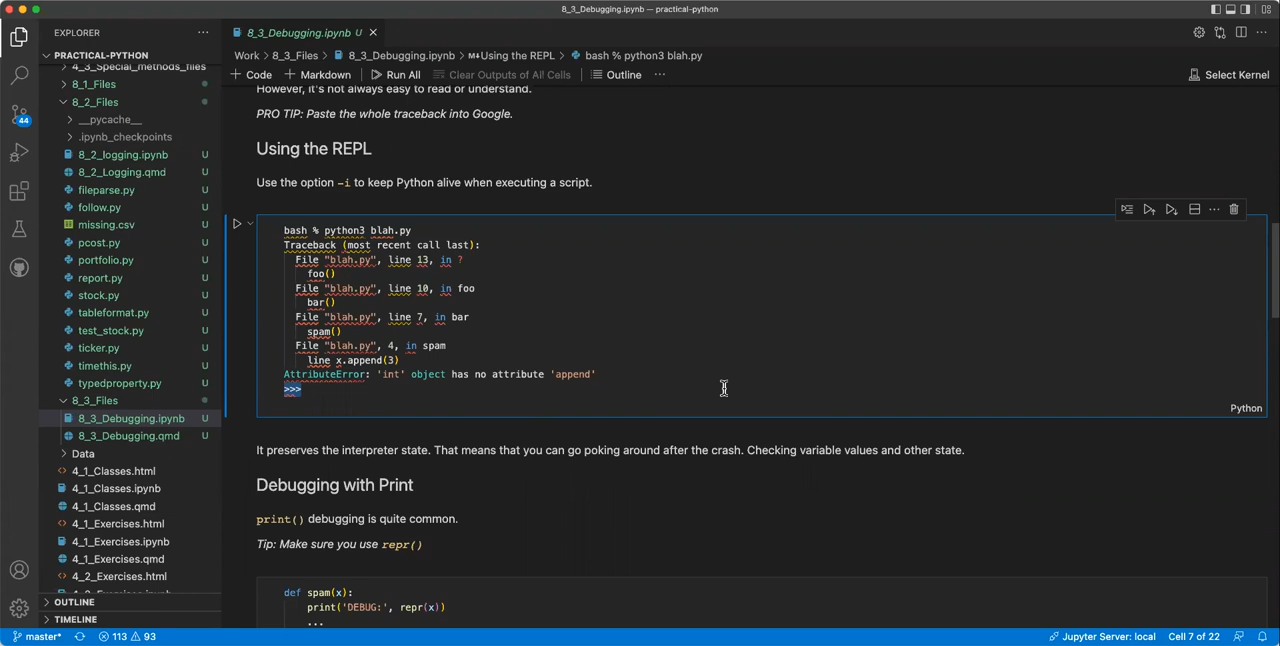 8_3_Debugging.ipynb — practical-python
EXPLORER
8_3_Debugging.ipynb U
PRACTICAL-PYTHON
4_3_Special_methods_files
8_1_Files
8_2_Files
__pycache__
.ipynb_checkpoints
8_2_logging.ipynb U
8_2_Logging.qmd U
fileparse.py U
follow.py U
missing.csv U
pcost.py U
portfolio.py U
report.py U
stock.py U
tableformat.py U
test_stock.py U
ticker.py U
timethis.py U
typedproperty.py U
8_3_Files
8_3_Debugging.ipynb U
8_3_Debugging.qmd U
Data
4_1_Classes.html
4_1_Classes.ipynb
4_1_Classes.qmd
4_1_Exercises.html
4_1_Exercises.ipynb
4_1_Exercises.qmd
4_2_Exercises.html
OUTLINE
TIMELINE
44
Work > 8_3_Files > 8_3_Debugging.ipynb > M↓Using the REPL > bash % python3 blah.py
+ Code + Markdown Run All Clear Outputs of All Cells Outline ··· Select Kernel
However, it's not always easy to read or understand.
PRO TIP: Paste the whole traceback into Google.
Using the REPL
Use the option -i to keep Python alive when executing a script.
bash % python3 blah.py
Traceback (most recent call last):
File "blah.py", line 13, in ?
foo()
File "blah.py", line 10, in foo
bar()
File "blah.py", line 7, in bar
spam()
File "blah.py", 4, in spam
line x.append(3)
AttributeError: 'int' object has no attribute 'append'
>>>
Python
It preserves the interpreter state. That means that you can go poking around after the crash. Checking variable values and other state.
Debugging with Print
print() debugging is quite common.
Tip: Make sure you use repr()
def spam(x):
print('DEBUG:', repr(x))
...
master* 113 93 Jupyter Server: local Cell 7 of 22